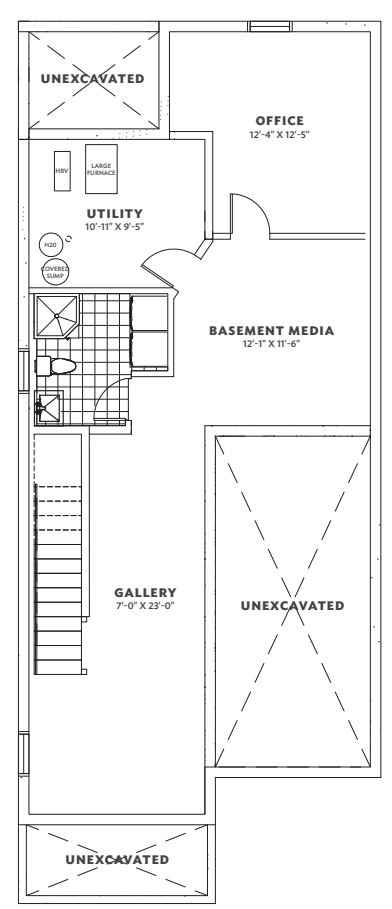 UNEXCAVATED
OFFICE
12'-4" X 12'-5"
HRV
LARGE
FURNACE
UTILITY
10'-11" X 9'-5"
H20
COVERED
SUMP
BASEMENT MEDIA
12'-1" X 11'-6"
GALLERY
7'-0" X 23'-0"
UNEXCAVATED
UNEXCAVATED